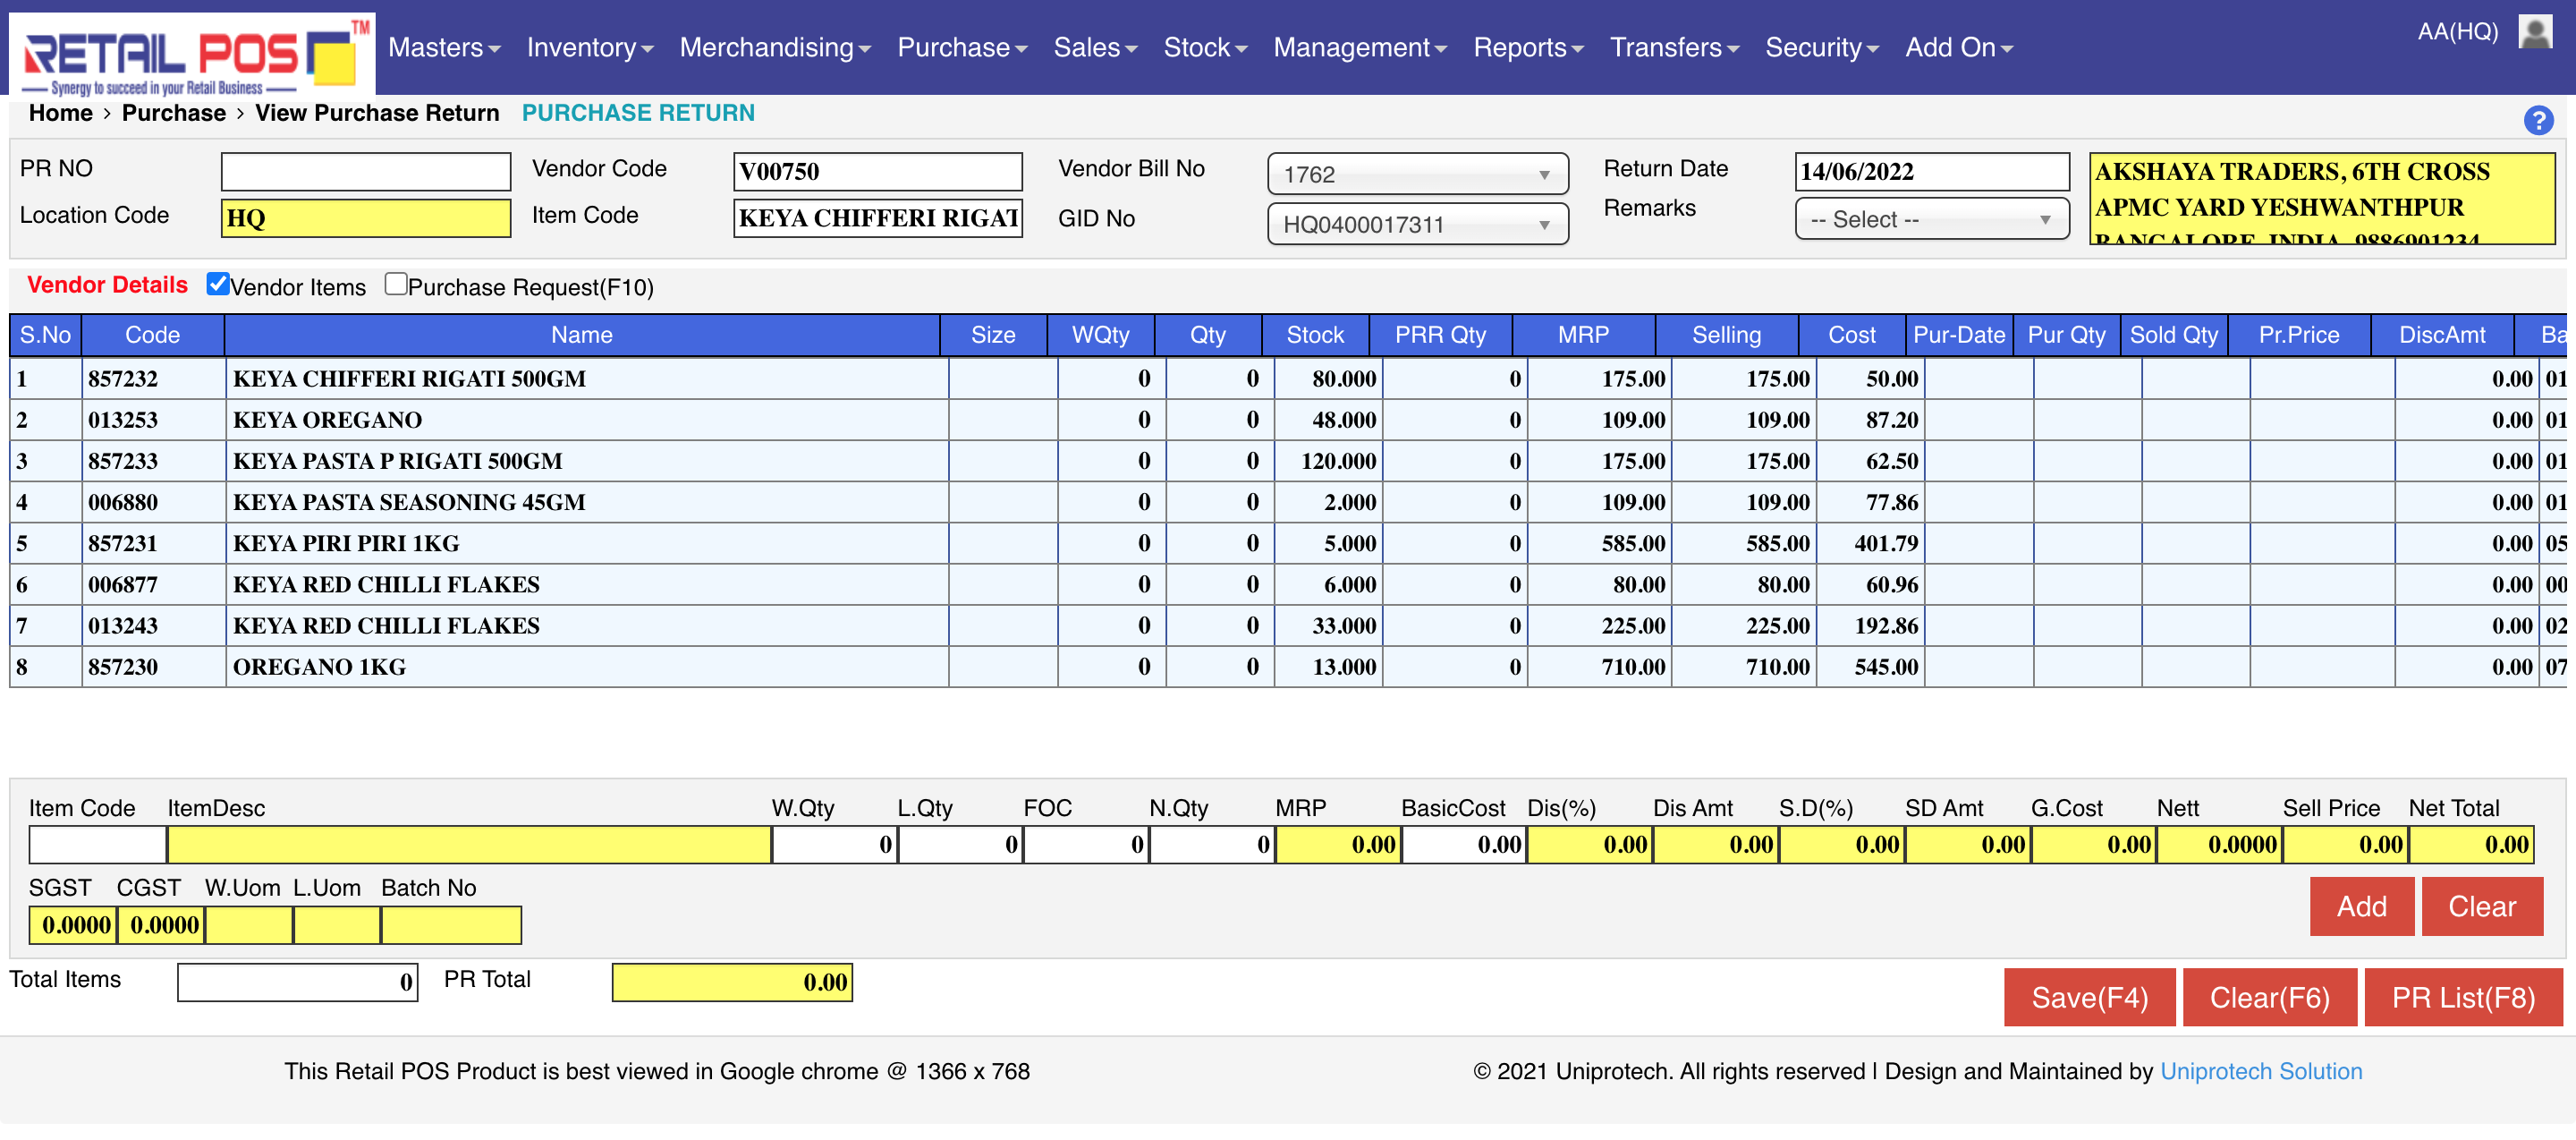 RETAIL POS TM
Synergy to succeed in your Retail Business
Masters Inventory Merchandising Purchase Sales Stock Management Reports Transfers Security Add On AA(HQ)
Home > Purchase > View Purchase Return PURCHASE RETURN ?
PR NO Vendor Code V00750 Vendor Bill No 1762 Return Date 14/06/2022
Location Code HQ Item Code KEYA CHIFFERI RIGATI GID No HQ0400017311 Remarks -- Select --
AKSHAYA TRADERS, 6TH CROSS
APMC YARD YESHWANTHPUR
BANGALORE, INDIA, 9886901234
Vendor Details Vendor Items Purchase Request(F10)
S.No Code Name Size WQty Qty Stock PRR Qty MRP Selling Cost Pur-Date Pur Qty Sold Qty Pr.Price DiscAmt Ba
1 857232 KEYA CHIFFERI RIGATI 500GM 0 0 80.000 0 175.00 175.00 50.00 0.00 01
2 013253 KEYA OREGANO 0 0 48.000 0 109.00 109.00 87.20 0.00 01
3 857233 KEYA PASTA P RIGATI 500GM 0 0 120.000 0 175.00 175.00 62.50 0.00 01
4 006880 KEYA PASTA SEASONING 45GM 0 0 2.000 0 109.00 109.00 77.86 0.00 01
5 857231 KEYA PIRI PIRI 1KG 0 0 5.000 0 585.00 585.00 401.79 0.00 05
6 006877 KEYA RED CHILLI FLAKES 0 0 6.000 0 80.00 80.00 60.96 0.00 00
7 013243 KEYA RED CHILLI FLAKES 0 0 33.000 0 225.00 225.00 192.86 0.00 02
8 857230 OREGANO 1KG 0 0 13.000 0 710.00 710.00 545.00 0.00 07
Item Code ItemDesc W.Qty L.Qty FOC N.Qty MRP BasicCost Dis(%) Dis Amt S.D(%) SD Amt G.Cost Nett Sell Price Net Total
0 0 0 0 0.00 0.00 0.00 0.00 0.00 0.00 0.00 0.0000 0.00 0.00
SGST CGST W.Uom L.Uom Batch No
0.0000 0.0000
Add Clear
Total Items 0 PR Total 0.00
Save(F4) Clear(F6) PR List(F8)
This Retail POS Product is best viewed in Google chrome @ 1366 x 768
© 2021 Uniprotech. All rights reserved | Design and Maintained by Uniprotech Solution